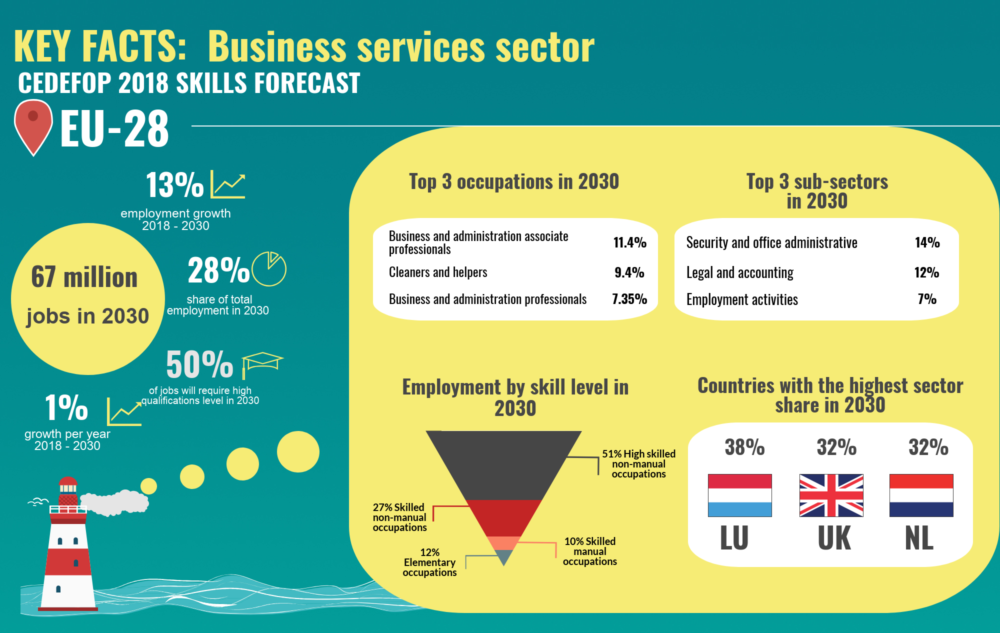 KEY FACTS: Business services sector
CEDEFOP 2018 SKILLS FORECAST
EU-28
13%
employment growth
2018 - 2030
67 million
jobs in 2030
28%
share of total
employment in 2030
50%
of jobs will require high
qualifications level in 2030
1%
growth per year
2018 - 2030
Top 3 occupations in 2030
Business and administration associate
professionals
11.4%
Cleaners and helpers
9.4%
Business and administration professionals
7.35%
Top 3 sub-sectors
in 2030
Security and office administrative
14%
Legal and accounting
12%
Employment activities
7%
Employment by skill level in
2030
51% High skilled
non-manual
occupations
27% Skilled
non-manual
occupations
10% Skilled
manual
occupations
12%
Elementary
occupations
Countries with the highest sector
share in 2030
38% 32% 32%
LU UK NL